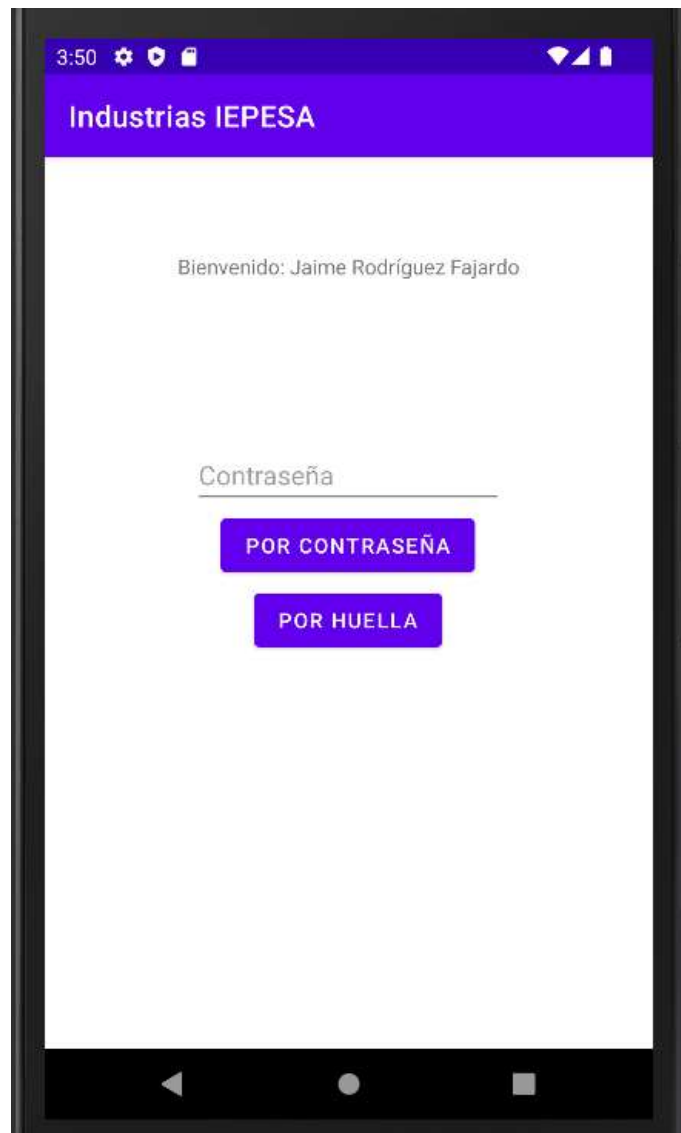 3:50
Industrias IEPESA
Bienvenido: Jaime Rodríguez Fajardo
Contraseña
POR CONTRASEÑA
POR HUELLA